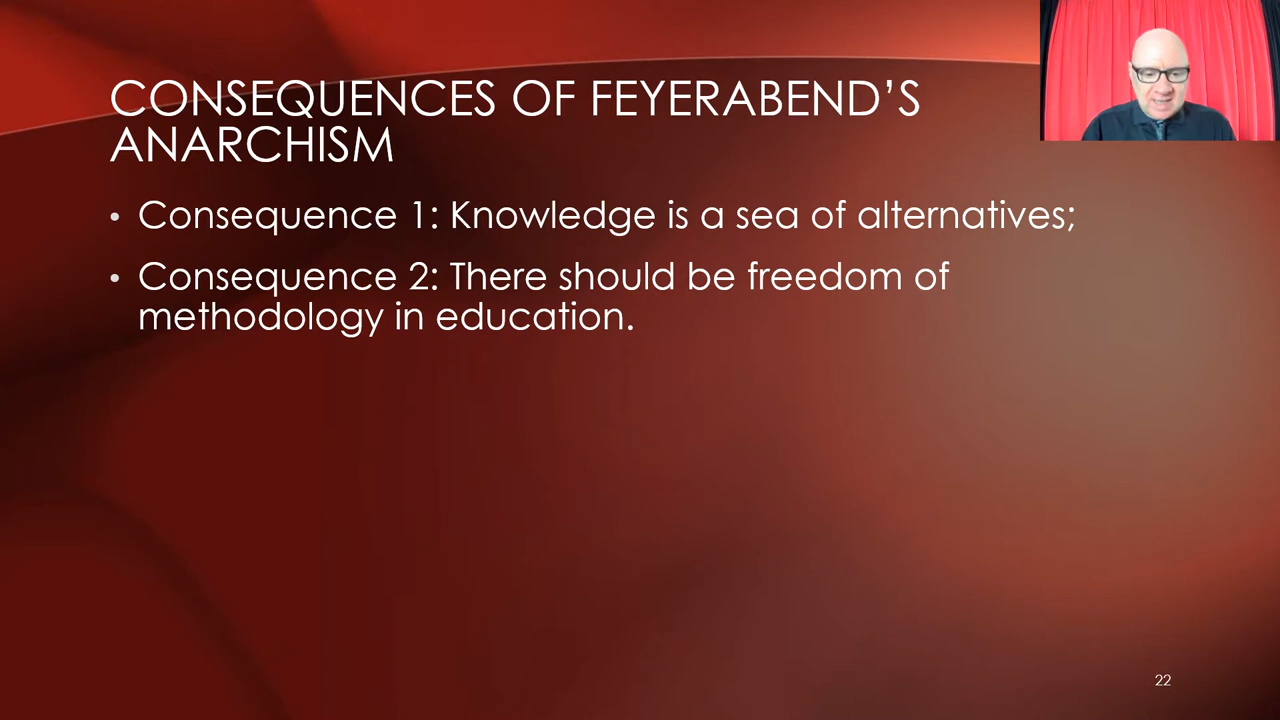 CONSEQUENCES OF FEYERABEND’S
ANARCHISM
• Consequence 1: Knowledge is a sea of alternatives;
• Consequence 2: There should be freedom of
methodology in education.
22